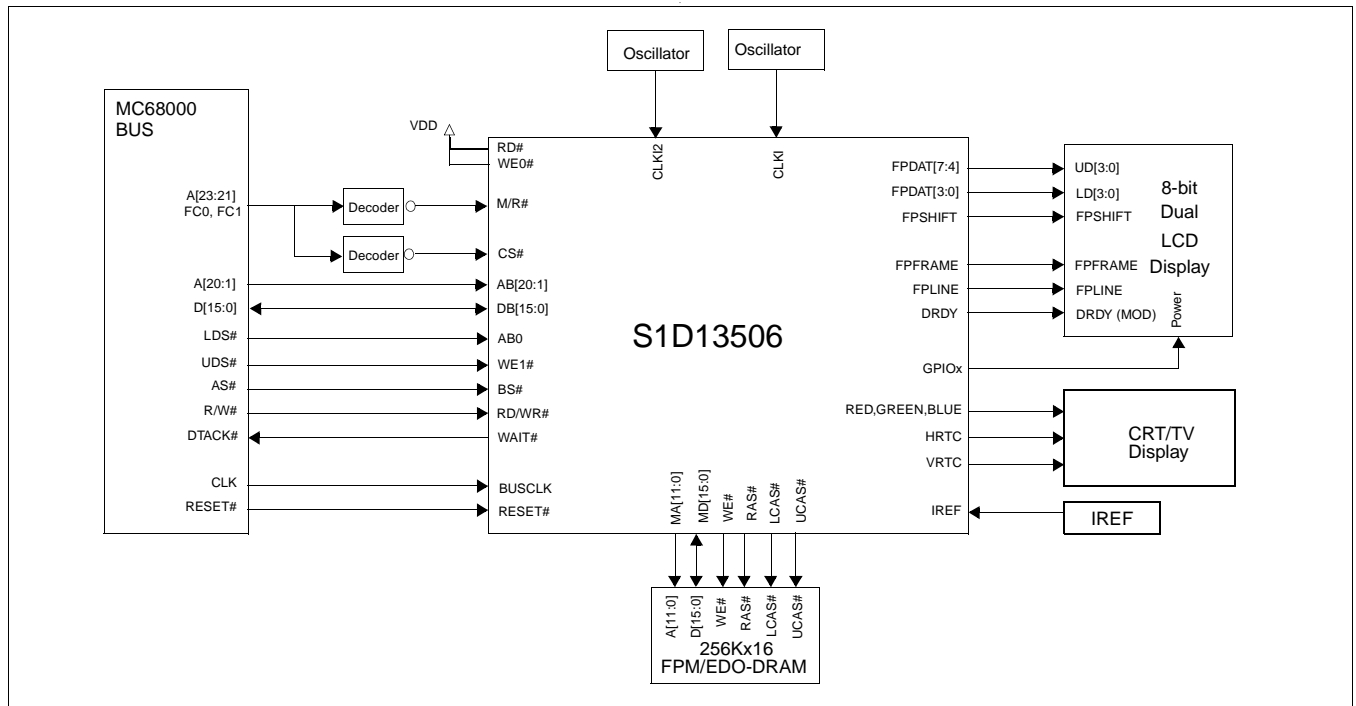 Oscillator
Oscillator
MC68000
BUS
VDD
RD#
WE0#
CLKI2
CLKI
A[23:21]
FC0, FC1
Decoder
M/R#
Decoder
CS#
A[20:1]
AB[20:1]
D[15:0]
DB[15:0]
LDS#
AB0
UDS#
WE1#
AS#
BS#
R/W#
RD/WR#
DTACK#
WAIT#
CLK
BUSCLK
RESET#
RESET#
S1D13506
FPDAT[7:4]
UD[3:0]
FPDAT[3:0]
LD[3:0]
FPSHIFT
FPSHIFT
8-bit
Dual
LCD
Display
FPFRAME
FPFRAME
FPLINE
FPLINE
DRDY
DRDY (MOD)
Power
GPIOx
RED,GREEN,BLUE
HRTC
VRTC
CRT/TV
Display
IREF
IREF
MA[11:0]
MD[15:0]
WE#
RAS#
LCAS#
UCAS#
A[11:0]
D[15:0]
WE#
RAS#
LCAS#
UCAS#
256Kx16
FPM/EDO-DRAM